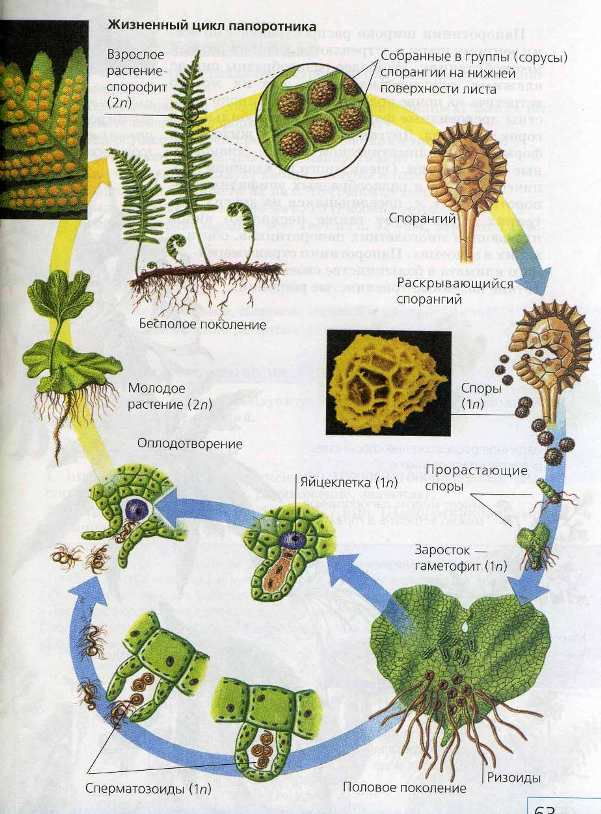 Жизненный цикл папоротника
Взрослое
растение-
спорофит
(2n)
Собранные в группы (сорусы)
спорангии на нижней
поверхности листа
Спорангий
Раскрывающийся
спорангий
Бесполое поколение
Споры
(1n)
Молодое
растение (2n)
Оплодотворение
Яйцеклетка (1n)
Прорастающие
споры
Заросток —
гаметофит (1n)
Сперматозоиды (1n)
Половое поколение
Ризоиды
63